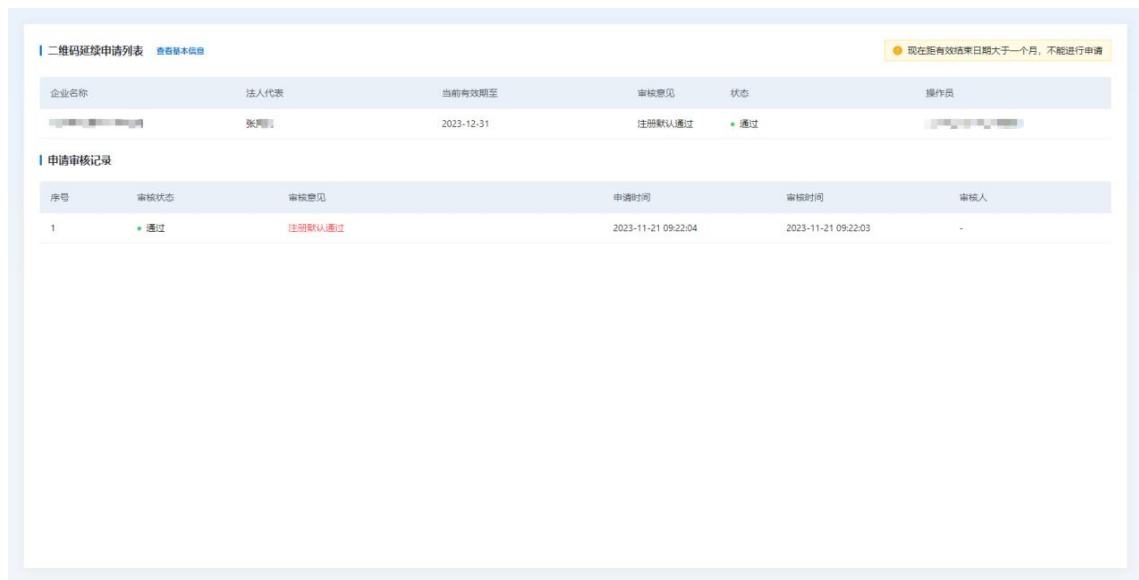 二维码延续申请列表 查看基本信息 现在距有效结束日期大于一个月，不能进行申请
企业名称 法人代表 当前有效期至 审核意见 状态 操作员
张 2023-12-31 注册默认通过 通过
申请审核记录
序号 审核状态 审核意见 申请时间 审核时间 审核人
1 通过 注册默认通过 2023-11-21 09:22:04 2023-11-21 09:22:03 -